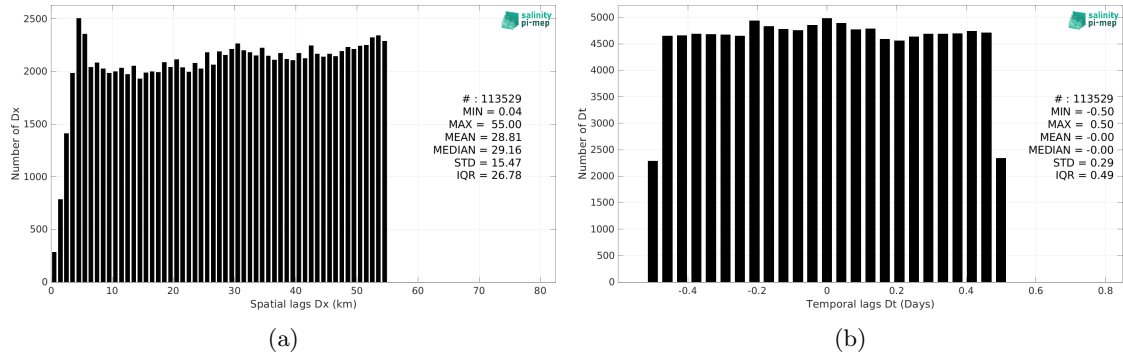 2500
2000
1500
1000
500
0
Number of Dx
0 10 20 30 40 50 60 70 80
Spatial lags Dx (km)
salinity
pi-mep
# : 113529
MIN = 0.04
MAX = 55.00
MEAN = 28.81
MEDIAN = 29.16
STD = 15.47
IQR = 26.78
(a)
5000
4500
4000
3500
3000
2500
2000
1500
1000
500
0
Number of Dt
-0.4 -0.2 0 0.2 0.4 0.6 0.8
Temporal lags Dt (Days)
salinity
pi-mep
# : 113529
MIN = -0.50
MAX = 0.50
MEAN = -0.00
MEDIAN = -0.00
STD = 0.29
IQR = 0.49
(b)